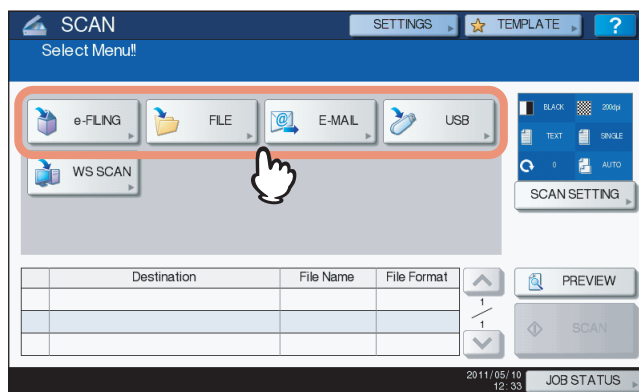 SCAN
SETTINGS
TEMPLATE
?
Select Menu!!
e-FILING
FILE
@
E-MAIL
USB
WS SCAN
BLACK
200dpi
TEXT
SINGLE
0
AUTO
SCAN SETTING
Destination
File Name
File Format
1
1
PREVIEW
SCAN
2011/05/10
12:33
JOB STATUS